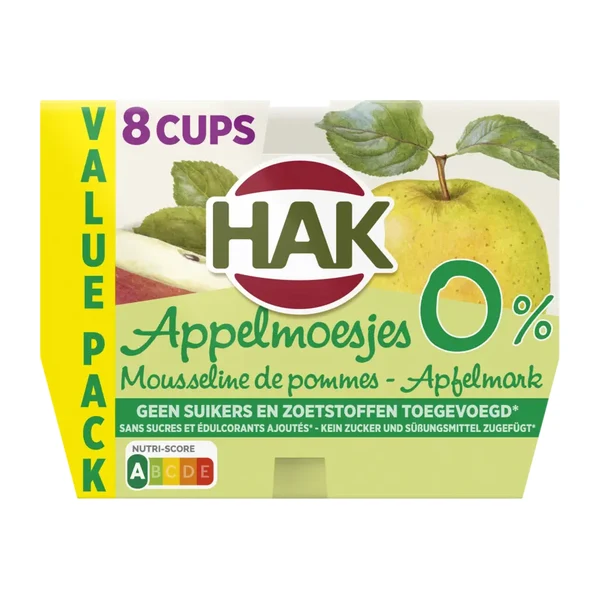 VALUE PACK
8 CUPS
HAK
Appelmoesjes 0%
Mousseline de pommes - Apfelmark
GEEN SUIKERS EN ZOETSTOFFEN TOEGEVOEGD*
SANS SUCRES ET ÉDULCORANTS AJOUTÉS* - KEIN ZUCKER UND SÜßUNGSMITTEL ZUGEFÜGT*
NUTRI-SCORE
A B C D E